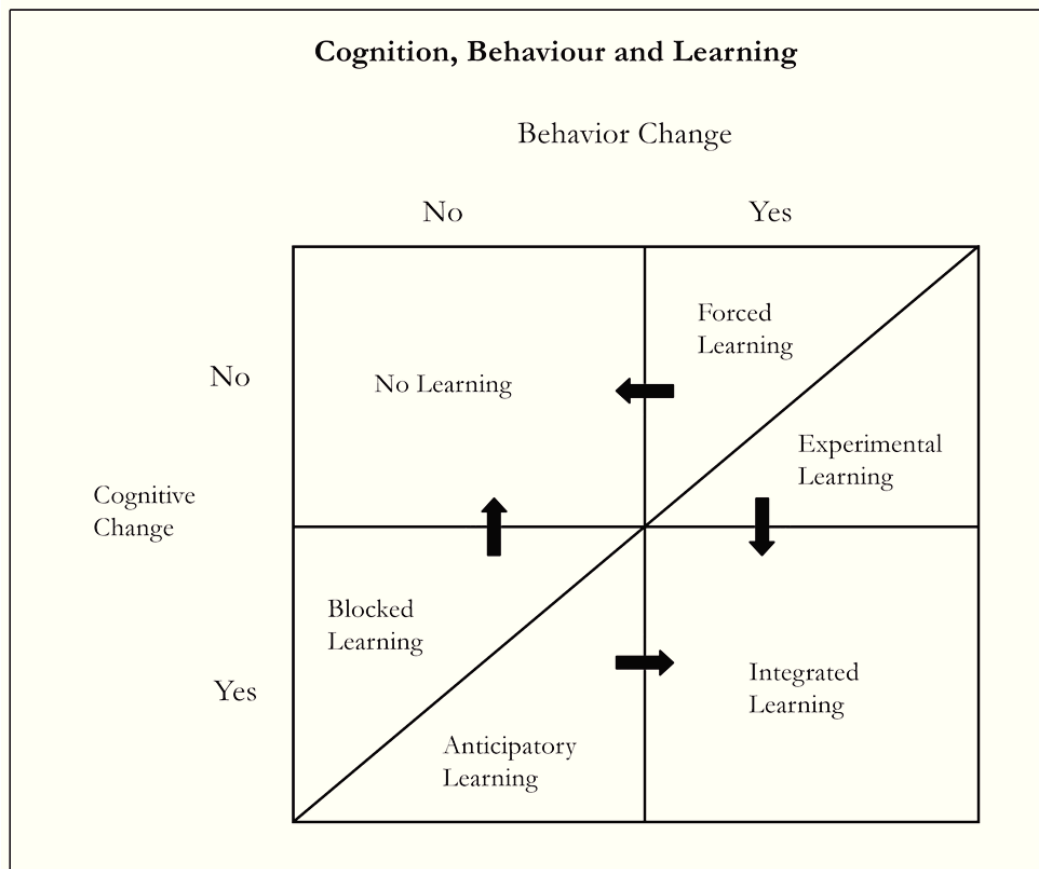 Cognition, Behaviour and Learning
Behavior Change
No
Yes
Forced
Learning
No
No Learning
Experimental
Learning
Cognitive
Change
Blocked
Learning
Yes
Integrated
Learning
Anticipatory
Learning